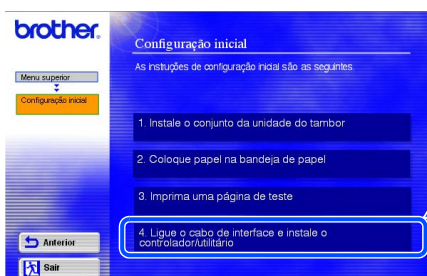 brother.
Configuração inicial
As instruções de configuração inicial são as seguintes.
Menu superior
Configuração inicial
1. Instale o conjunto da unidade do tambor
2. Coloque papel na bandeja de papel
3. Imprima uma página de teste
4. Ligue o cabo de interface e instale o
controlador/utilitário
Anterior
Sair